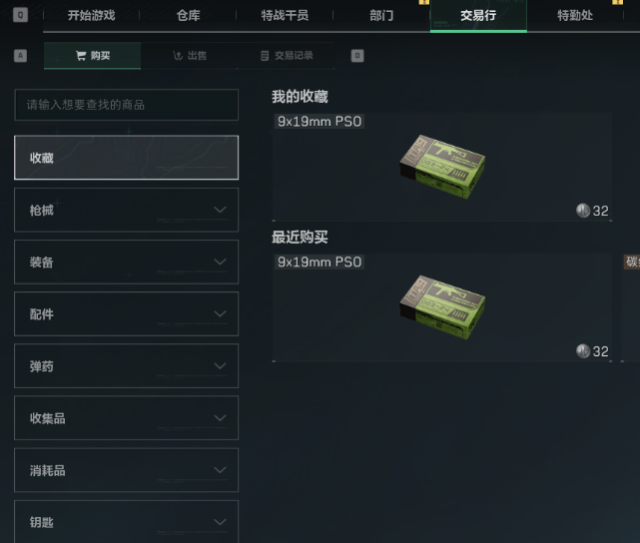 Q 开始游戏 仓库 特战干员 部门 交易行 特勤处
A 购买 出售 交易记录 D
请输入想要查找的商品
收藏
枪械
装备
配件
弹药
收集品
消耗品
钥匙
我的收藏
9x19mm PSO
32
最近购买
9x19mm PSO
32